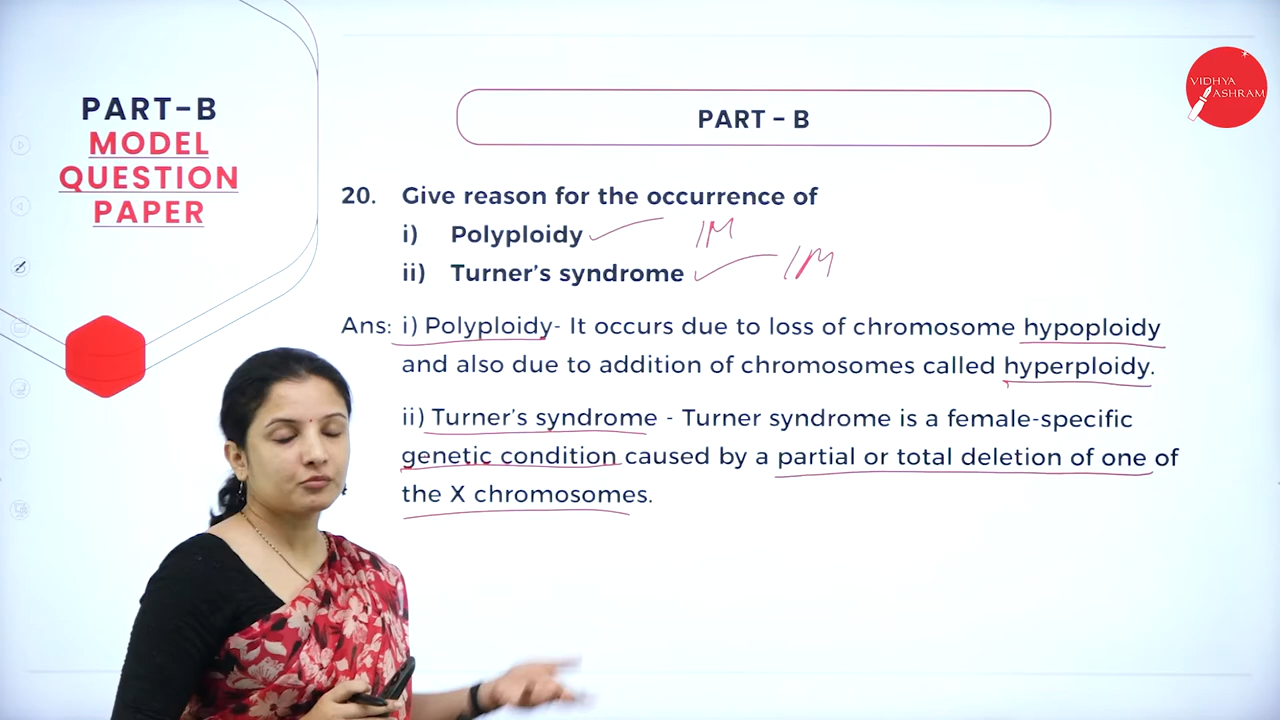 PART-B
MODEL
QUESTION
PAPER
VIDHYA
ASHRAM
PART - B
20. Give reason for the occurrence of
i) Polyploidy 1M
ii) Turner's syndrome 1M
Ans: i) Polyploidy- It occurs due to loss of chromosome hypoploidy
and also due to addition of chromosomes called hyperploidy.
ii) Turner's syndrome - Turner syndrome is a female-specific
genetic condition caused by a partial or total deletion of one of
the X chromosomes.